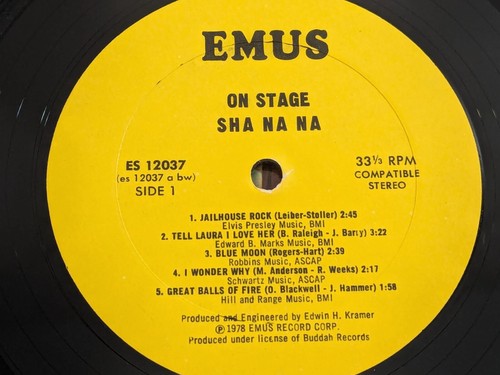 EMUS
ON STAGE
SHA NA NA
ES 12037
(es 12037 a bw)
SIDE 1
33⅓ RPM
COMPATIBLE
STEREO
1. JAILHOUSE ROCK (Leiber-Stoller) 2:45
Elvis Presley Music, BMI
2. TELL LAURA I LOVE HER (B. Raleigh - J. Barry) 3:22
Edward B. Marks Music, BMI
3. BLUE MOON (Rogers-Hart) 2:39
Robbins Music, ASCAP
4. I WONDER WHY (M. Anderson - R. Weeks) 2:17
Schwartz Music, ASCAP
5. GREAT BALLS OF FIRE (O. Blackwell - J. Hammer) 1:58
Hill and Range Music, BMI
Produced and Engineered by Edwin H. Kramer
℗ 1978 EMUS RECORD CORP.
Produced under license of Buddah Records